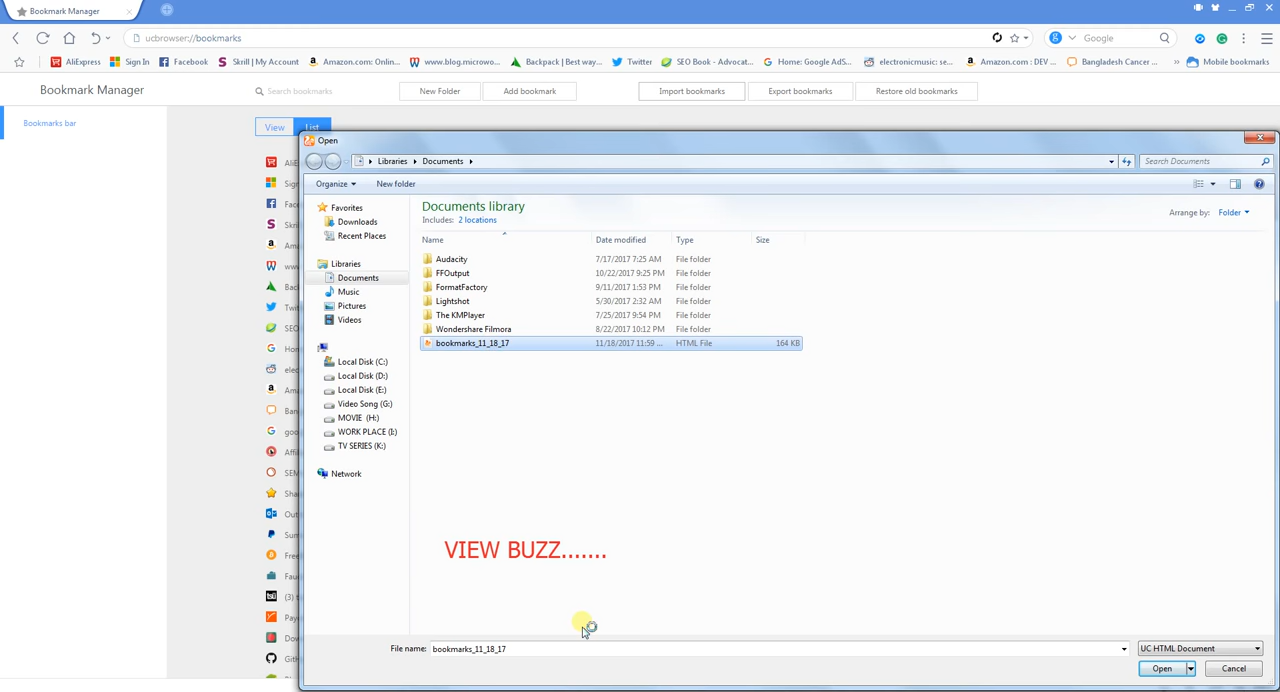 Bookmark Manager
ucbrowser://bookmarks
Google
AliExpress
Sign In
Facebook
Skrill | My Account
Amazon.com: Onlin...
www.blog.microwo...
Backpack | Best way...
Twitter
SEO Book - Advocat...
Home: Google AdS...
electronicmusic: se...
Amazon.com : DEV ...
Bangladesh Cancer ...
Mobile bookmarks
Bookmark Manager
Search bookmarks
New Folder
Add bookmark
Import bookmarks
Export bookmarks
Restore old bookmarks
Bookmarks bar
View
List
Open
Libraries
Documents
Search Documents
Organize
New folder
Favorites
Downloads
Recent Places
Libraries
Documents
Music
Pictures
Videos
Local Disk (C:)
Local Disk (D:)
Local Disk (E:)
Video Song (G:)
MOVIE (H:)
WORK PLACE (I:)
TV SERIES (K:)
Network
Documents library
Includes: 2 locations
Arrange by: Folder
Name Date modified Type Size
Audacity 7/17/2017 7:25 AM File folder
FFOutput 10/22/2017 9:25 PM File folder
FormatFactory 9/11/2017 1:53 PM File folder
Lightshot 5/30/2017 2:32 AM File folder
The KMPlayer 7/25/2017 9:54 PM File folder
Wondershare Filmora 8/22/2017 10:12 PM File folder
bookmarks_11_18_17 11/18/2017 11:59 ... HTML File 164 KB
VIEW BUZZ.......
File name: bookmarks_11_18_17
UC HTML Document
Open
Cancel